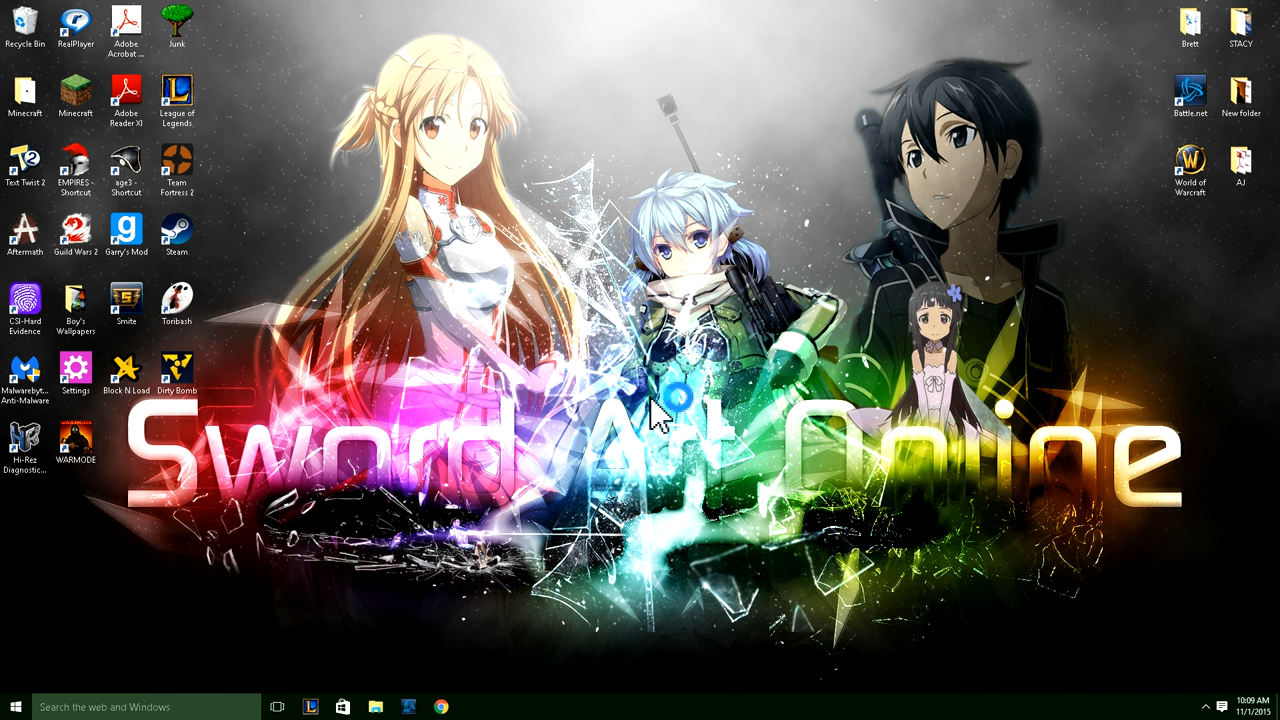 Recycle Bin
RealPlayer
Adobe
Acrobat ...
Junk
Brett
STACY
Minecraft
Minecraft
Adobe
Reader XI
League of
Legends
Battle.net
New folder
Text Twist 2
EMPIRES -
Shortcut
age3 -
Shortcut
Team
Fortress 2
World of
Warcraft
AJ
Aftermath
Guild Wars 2
Garry's Mod
Steam
CSI-Hard
Evidence
Boy's
Wallpapers
Smite
Toribash
Malwarebyt...
Anti-Malware
Settings
Block N Load
Dirty Bomb
Sword Art Online
Hi-Rez
Diagnostic...
WARMODE
Search the web and Windows
10:09 AM
11/1/2015